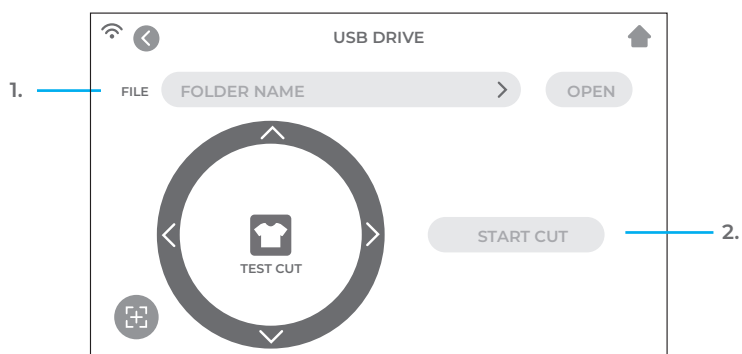 USB DRIVE
1.
FILE FOLDER NAME OPEN
START CUT
2.
TEST CUT